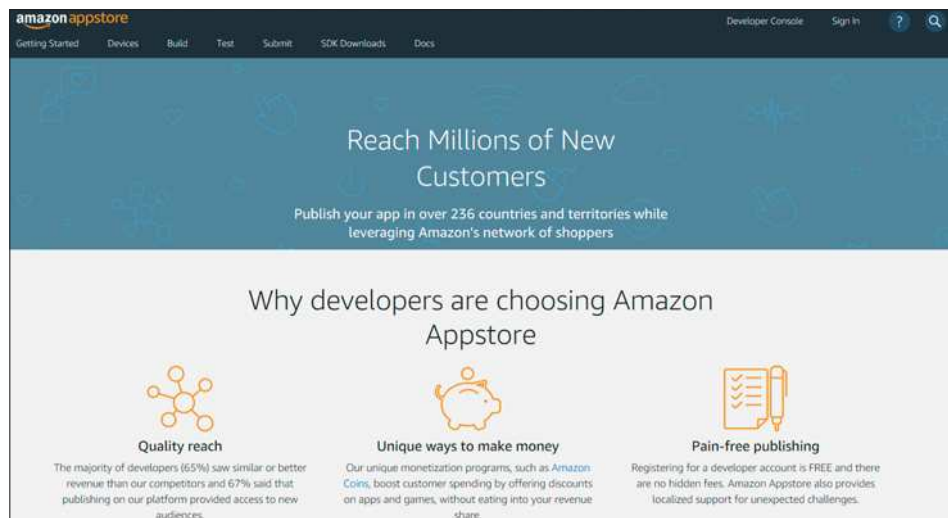 amazon appstore
Developer Console Sign In ?
Getting Started Devices Build Test Submit SDK Downloads Docs
Reach Millions of New
Customers
Publish your app in over 236 countries and territories while
leveraging Amazon's network of shoppers
Why developers are choosing Amazon
Appstore
Quality reach
The majority of developers (65%) saw similar or better
revenue than our competitors and 67% said that
publishing on our platform provided access to new
audiences.
Unique ways to make money
Our unique monetization programs, such as Amazon
Coins, boost customer spending by offering discounts
on apps and games, without eating into your revenue
share
Pain-free publishing
Registering for a developer account is FREE and there
are no hidden fees. Amazon Appstore also provides
localized support for unexpected challenges.